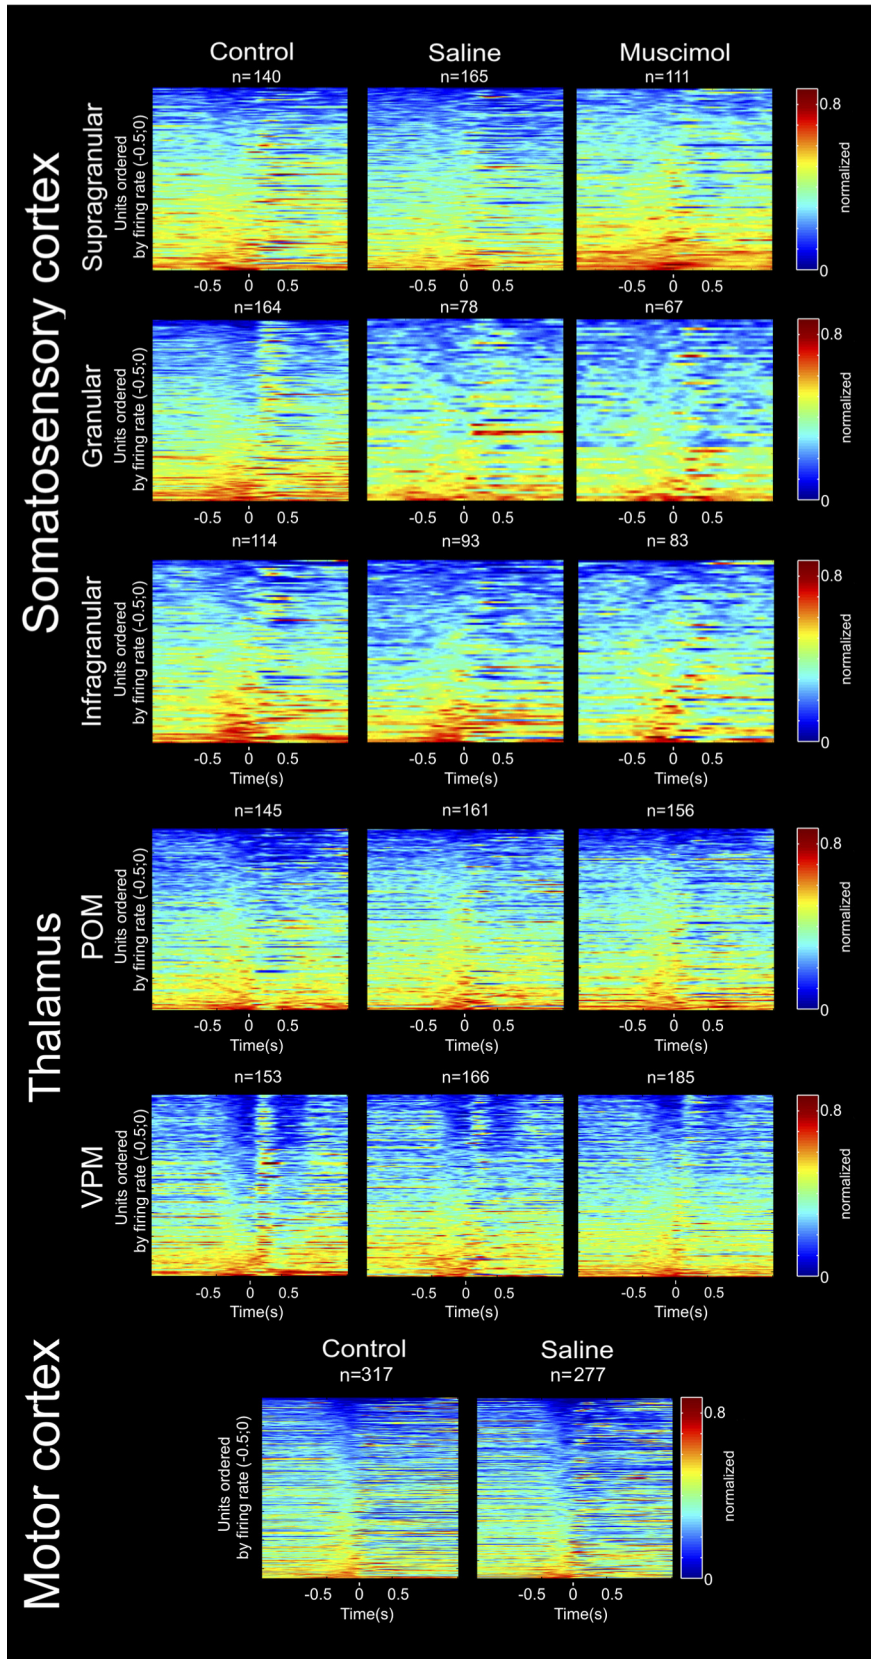 Somatosensory cortex
Control
Saline
Muscimol
n=140
n=165
n=111
Supragranular
Units ordered
by firing rate (-0.5;0)
-0.5 0 0.5
-0.5 0 0.5
-0.5 0 0.5
0.8
normalized
0
n=164
n=78
n=67
Granular
Units ordered
by firing rate (-0.5;0)
-0.5 0 0.5
-0.5 0 0.5
-0.5 0 0.5
0.8
normalized
0
n=114
n=93
n= 83
Infragranular
Units ordered
by firing rate (-0.5;0)
-0.5 0 0.5
-0.5 0 0.5
-0.5 0 0.5
Time(s)
Time(s)
Time(s)
0.8
normalized
0
Thalamus
n=145
n=161
n=156
POM
Units ordered
by firing rate (-0.5;0)
-0.5 0 0.5
-0.5 0 0.5
-0.5 0 0.5
Time(s)
Time(s)
Time(s)
0.8
normalized
0
n=153
n=166
n=185
VPM
Units ordered
by firing rate (-0.5;0)
-0.5 0 0.5
-0.5 0 0.5
-0.5 0 0.5
Time(s)
Time(s)
Time(s)
0.8
normalized
0
Motor cortex
Control
Saline
n=317
n=277
Units ordered
by firing rate (-0.5;0)
-0.5 0 0.5
-0.5 0 0.5
Time(s)
Time(s)
0.8
normalized
0